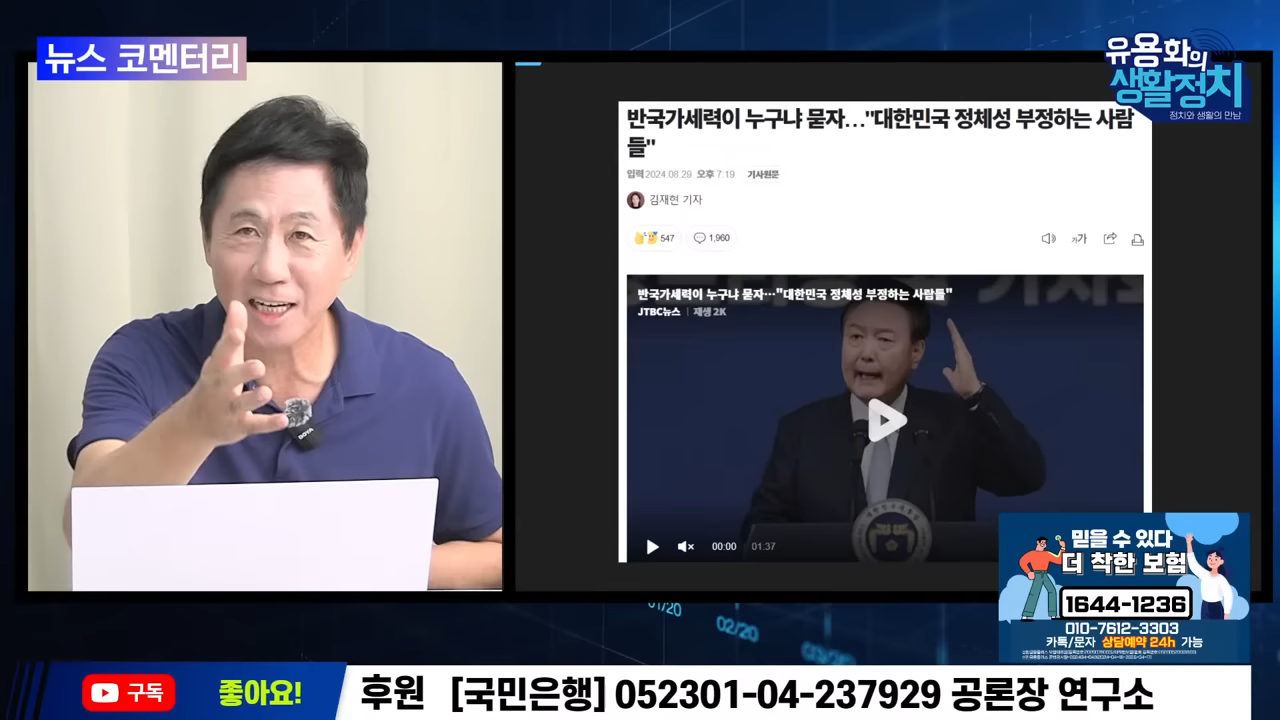 뉴스 코멘터리
유용화의
생활정치
정치와 생활의 만남
반국가세력이 누구냐 묻자…"대한민국 정체성 부정하는 사람
들"
입력 2024.08.29. 오후 7:19 기사원문
김재현 기자
547 1,960
가가
반국가세력이 누구냐 묻자…"대한민국 정체성 부정하는 사람들"
JTBC뉴스 | 재생 2K
BOYA
00:00 01:37
믿을 수 있다
더 착한 보험
1644-1236
010-7612-3303
카톡/문자 상담예약 24h 가능
01/20
02/20
구독
좋아요!
후원 [국민은행] 052301-04-237929 공론장 연구소